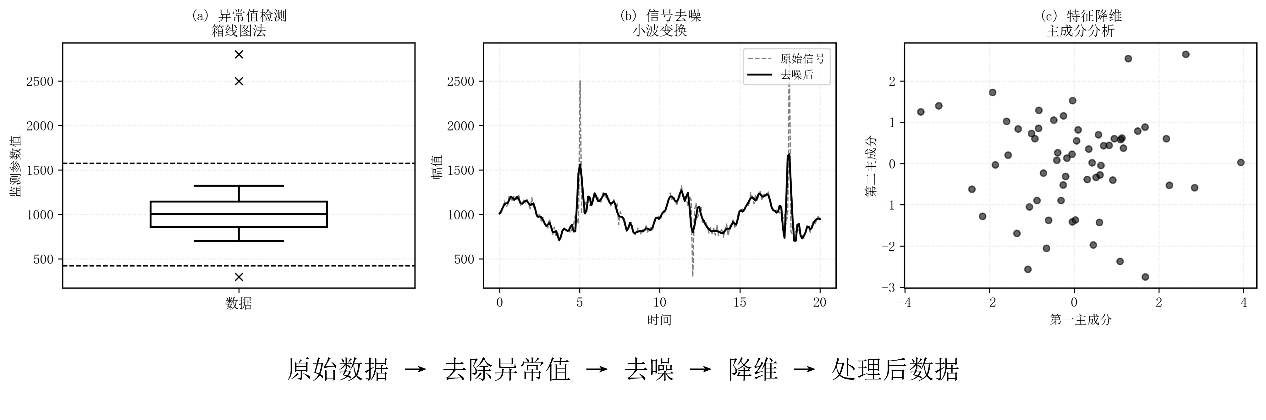 (a) 异常值检测
箱线图法
2500
2000
1500
1000
500
监测参数值
数据
(b) 信号去噪
小波变换
原始信号
去噪后
2500
2000
1500
1000
500
幅值
0 5 10 15 20
时间
(c) 特征降维
主成分分析
2
1
0
1
-2
-3
第二主成分
4 2 0 2 4
第一主成分
原始数据 → 去除异常值 → 去噪 → 降维 → 处理后数据